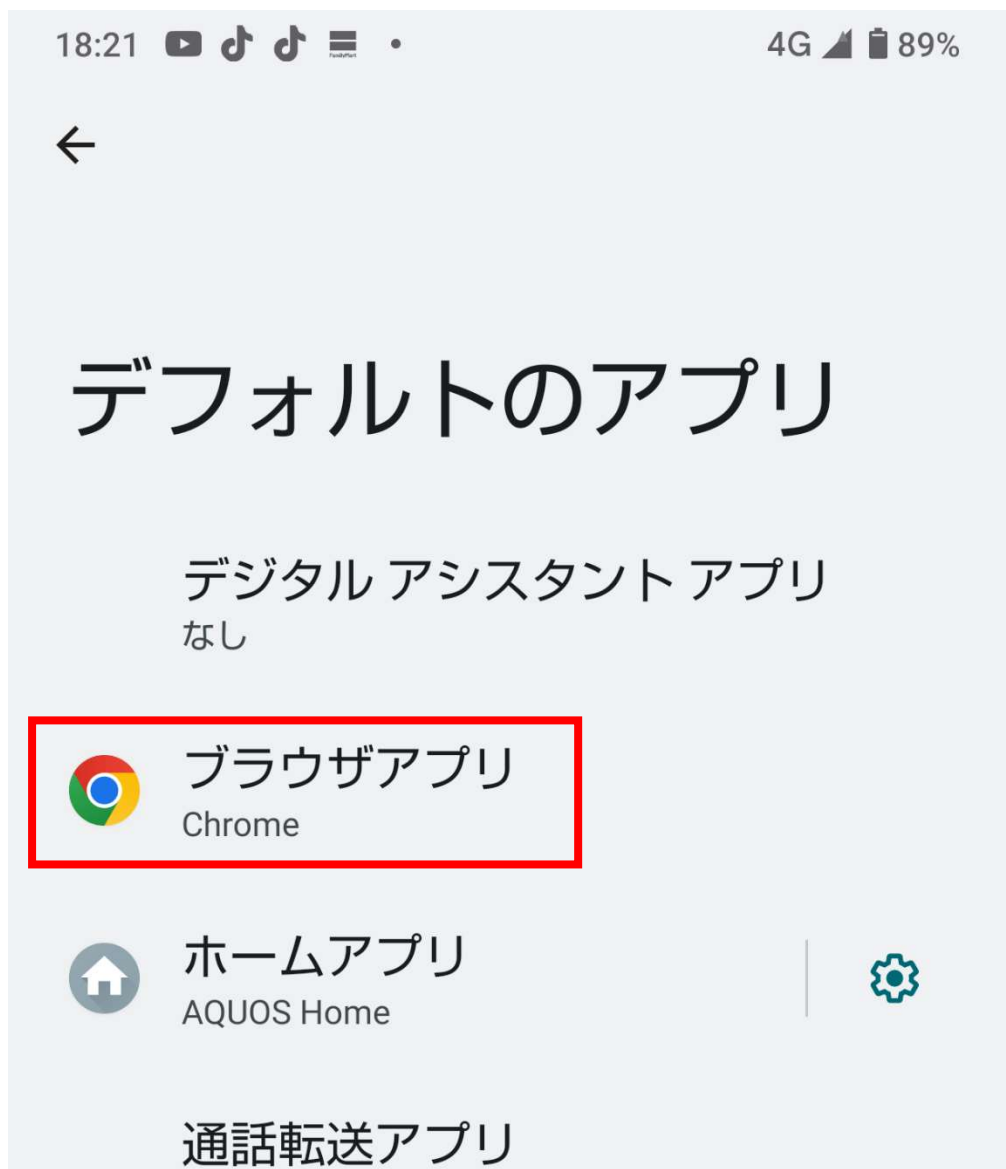 18:21
4G 89%
デフォルトのアプリ
デジタル アシスタント アプリ
なし
ブラウザアプリ
Chrome
ホームアプリ
AQUOS Home
通話転送アプリ